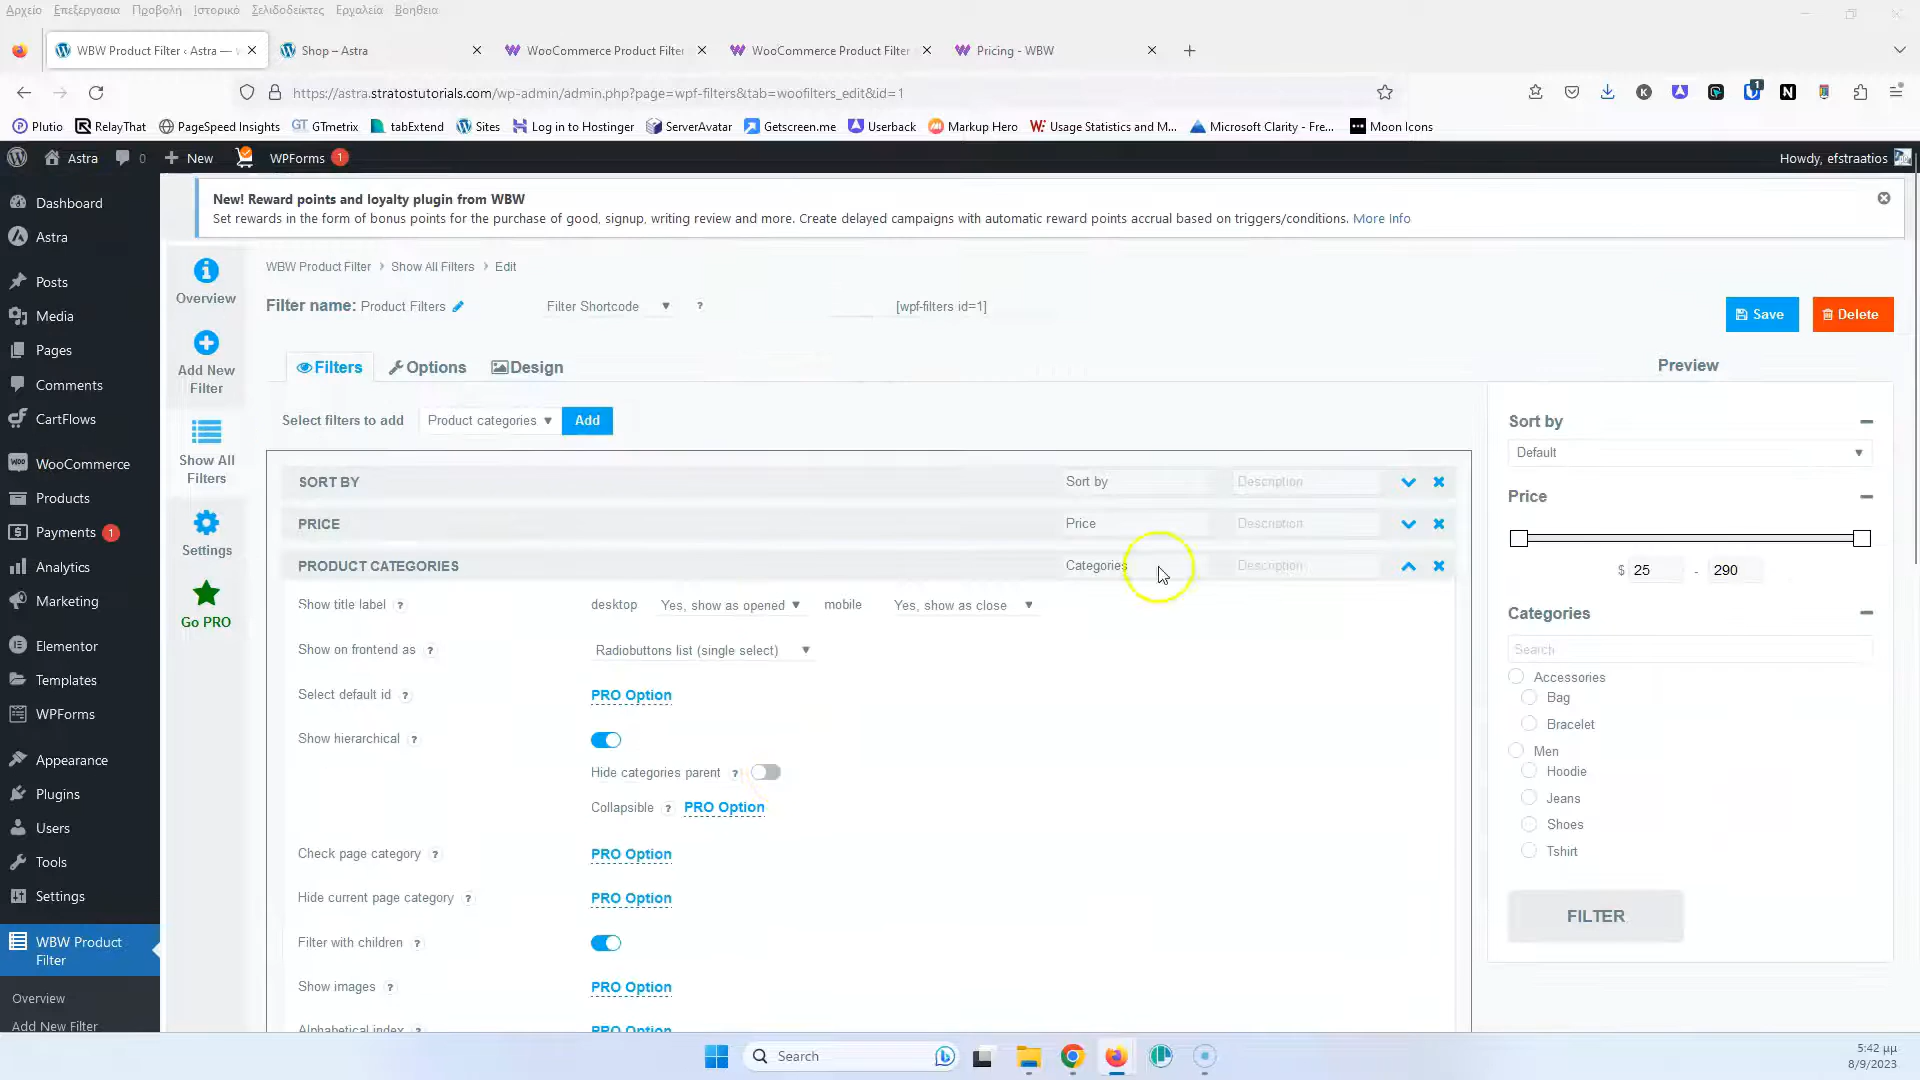 Αρχείο Επεξεργασια Προβολή Ιστορικό Σελιδοδείκτες Εργαλεία Βοηθεια
WBW Product Filter ‹ Astra —
Shop – Astra
WooCommerce Product Filter
WooCommerce Product Filter
Pricing - WBW
https://astra.stratostutorials.com/wp-admin/admin.php?page=wpf-filters&tab=woofilters_edit&id=1
Plutio RelayThat PageSpeed Insights GTmetrix tabExtend Sites Log in to Hostinger ServerAvatar Getscreen.me Userback Markup Hero Usage Statistics and M... Microsoft Clarity - Fre... Moon Icons
Astra 0 New WPForms 1 Howdy, efstraatios
Dashboard
Astra
Posts
Media
Pages
Comments
CartFlows
WooCommerce
Products
Payments 1
Analytics
Marketing
Elementor
Templates
WPForms
Appearance
Plugins
Users
Tools
Settings
WBW Product
Filter
Overview
Add New Filter
New! Reward points and loyalty plugin from WBW
Set rewards in the form of bonus points for the purchase of good, signup, writing review and more. Create delayed campaigns with automatic reward points accrual based on triggers/conditions. More Info
Overview
Add New
Filter
Show All
Filters
Settings
Go PRO
WBW Product Filter › Show All Filters › Edit
Filter name: Product Filters Filter Shortcode ? [wpf-filters id=1]
Save Delete
Filters Options Design
Select filters to add Product categories Add
SORT BY Sort by Description
PRICE Price Description
PRODUCT CATEGORIES Categories Description
Show title label ? desktop Yes, show as opened mobile Yes, show as close
Show on frontend as ? Radiobuttons list (single select)
Select default id ? PRO Option
Show hierarchical ?
Hide categories parent ?
Collapsible ? PRO Option
Check page category ? PRO Option
Hide current page category ? PRO Option
Filter with children ?
Show images ? PRO Option
Alphabetical index ? PRO Option
Preview
Sort by
Default
Price
$ 25 - 290
Categories
Search
Accessories
Bag
Bracelet
Men
Hoodie
Jeans
Shoes
Tshirt
FILTER
Search
5:42 μμ
8/9/2023